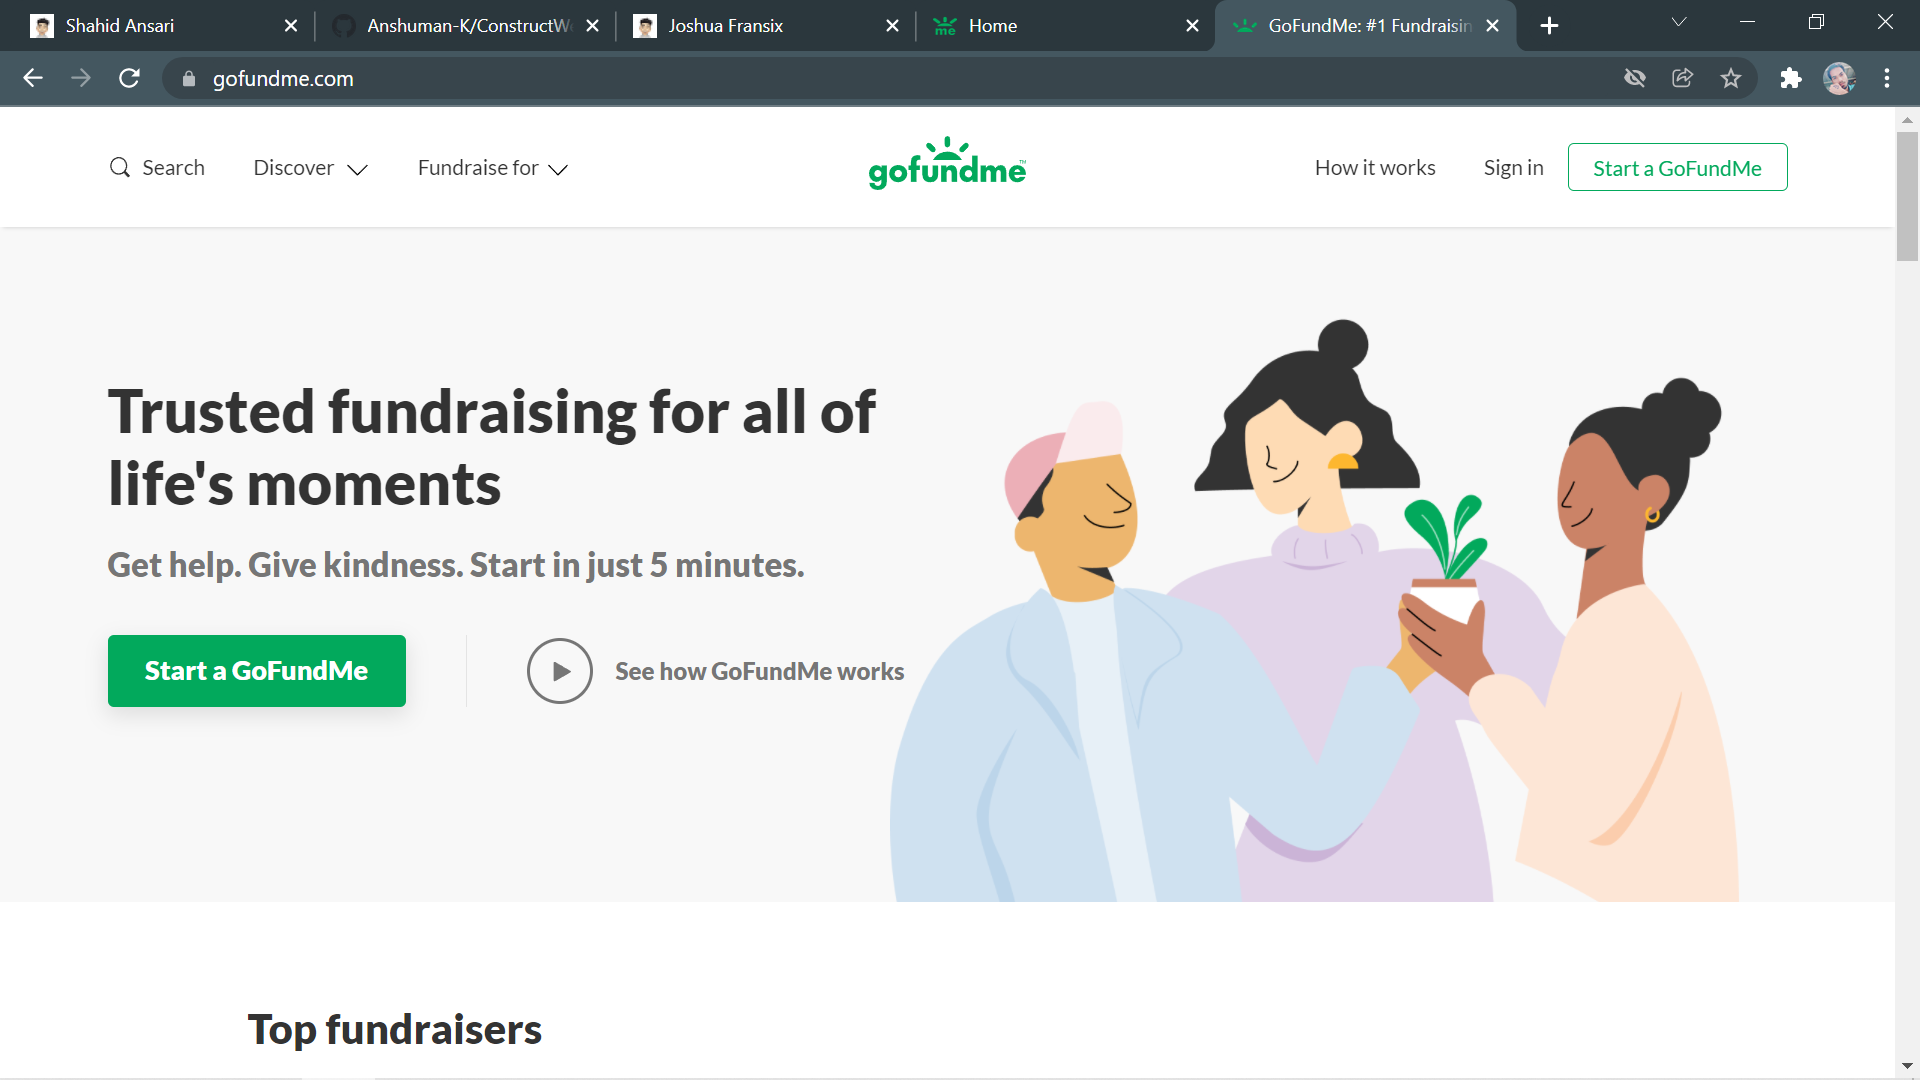 Shahid Ansari
Anshuman-K/ConstructW
Joshua Fransix
me
Home
GoFundMe: #1 Fundraisin
gofundme.com
Search
Discover
Fundraise for
gofundme™
How it works
Sign in
Start a GoFundMe
Trusted fundraising for all of
life's moments
Get help. Give kindness. Start in just 5 minutes.
Start a GoFundMe
See how GoFundMe works
Top fundraisers